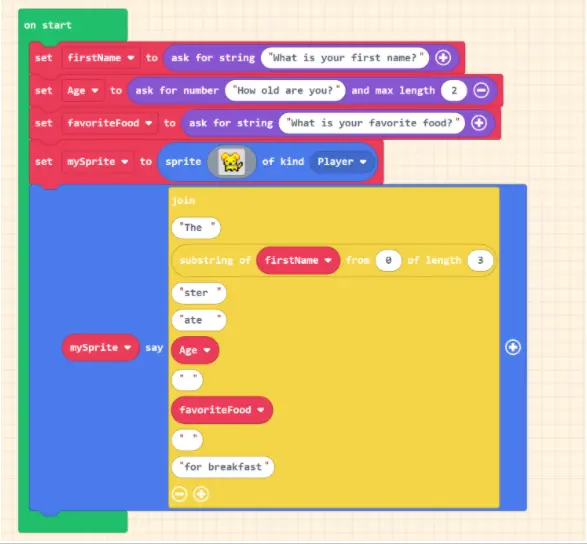 on start
set firstName to ask for string "What is your first name?"
set Age to ask for number "How old are you?" and max length 2
set favoriteFood to ask for string "What is your favorite food?"
set mySprite to sprite of kind Player
mySprite say
join
"The "
substring of firstName from 0 of length 3
"ster "
"ate "
Age
" "
favoriteFood
" "
"for breakfast"